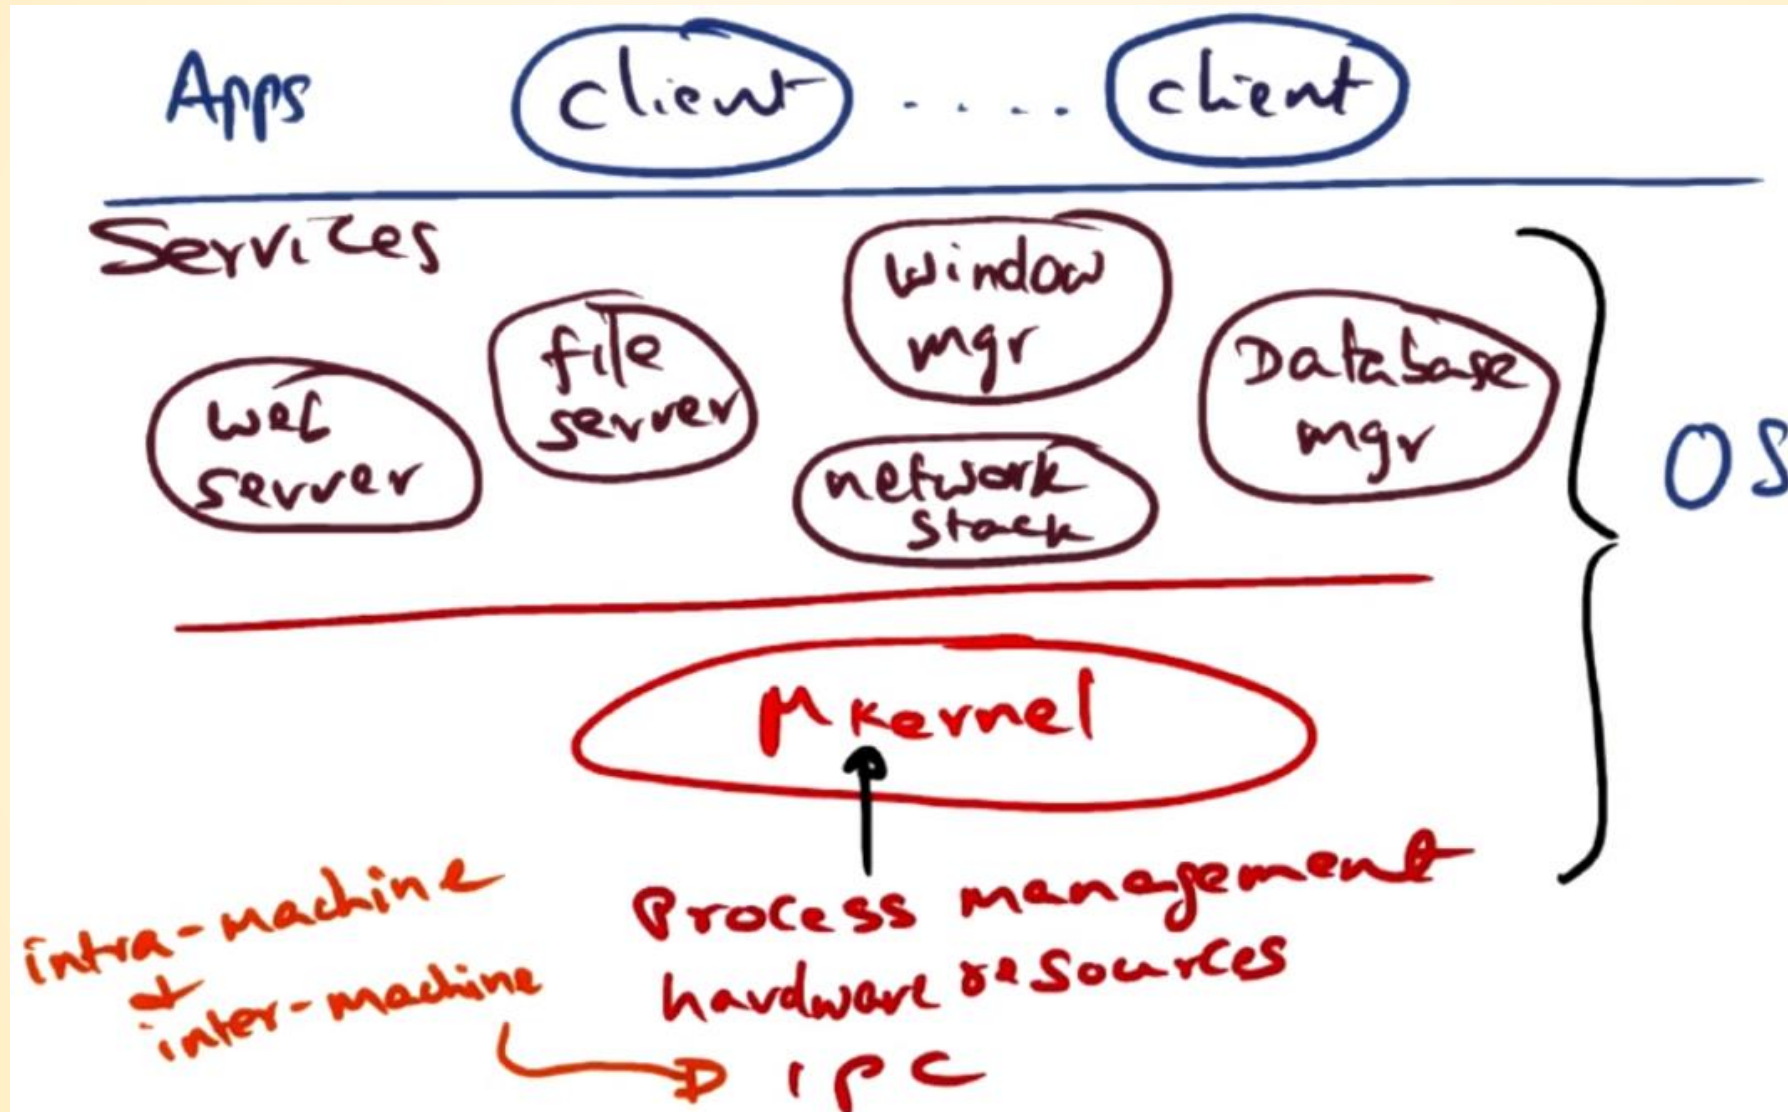 Apps
client ..... client
Services
window
mgr
file
server
Database
mgr
web
server
network
stack
OS
μ kernel
Process management
hardware resources
IPC
intra-machine
+
inter-machine